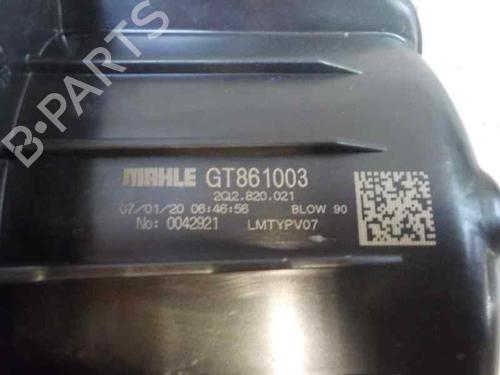 B-PARTS
MAHLE GT861003
2Q2.820.021
07/01/20 06:46:56 BLOW 90
No: 0042921 LMTYPV07